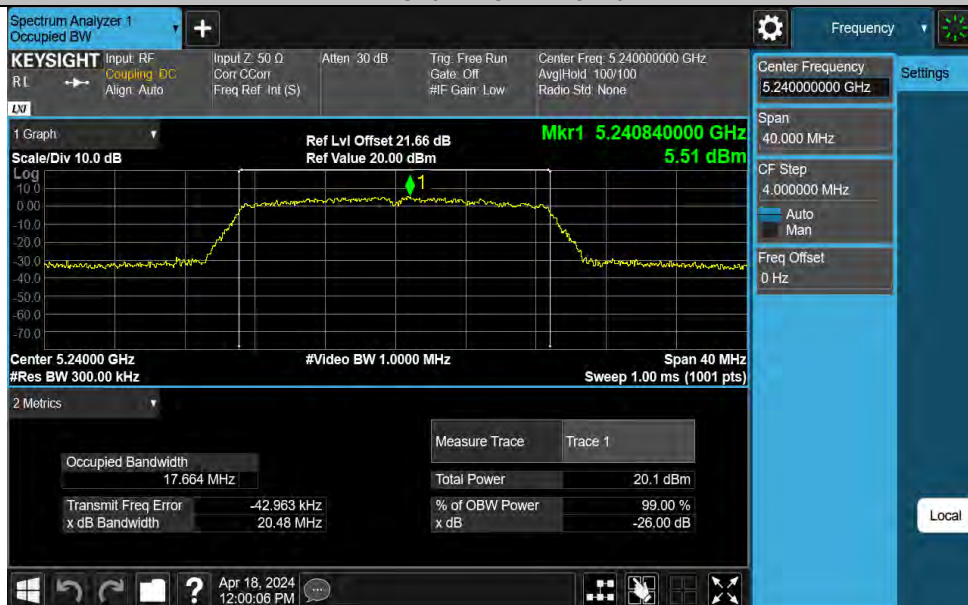 Spectrum Analyzer 1
Occupied BW
Frequency
KEYSIGHT
RL
LXI
Input: RF
Coupling: DC
Align: Auto
Input Z: 50 Ω
Corr CCorr
Freq Ref: Int (S)
Atten: 30 dB
Trig: Free Run
Gate: Off
#IF Gain: Low
Center Freq: 5.240000000 GHz
Avg|Hold: 100/100
Radio Std: None
Center Frequency
5.240000000 GHz
Settings
Span
40.000 MHz
CF Step
4.000000 MHz
Auto
Man
Freq Offset
0 Hz
Local
1 Graph
Scale/Div 10.0 dB
Ref Lvl Offset 21.66 dB
Ref Value 20.00 dBm
Mkr1 5.240840000 GHz
5.51 dBm
Log
10.0
0.00
-10.0
-20.0
-30.0
-40.0
-50.0
-60.0
-70.0
1
Center 5.24000 GHz
#Video BW 1.0000 MHz
Span 40 MHz
#Res BW 300.00 kHz
Sweep 1.00 ms (1001 pts)
2 Metrics
Measure Trace Trace 1
Occupied Bandwidth
17.664 MHz
Total Power 20.1 dBm
Transmit Freq Error -42.963 kHz
% of OBW Power 99.00 %
x dB Bandwidth 20.48 MHz
x dB -26.00 dB
?
Apr 18, 2024
12:00:06 PM